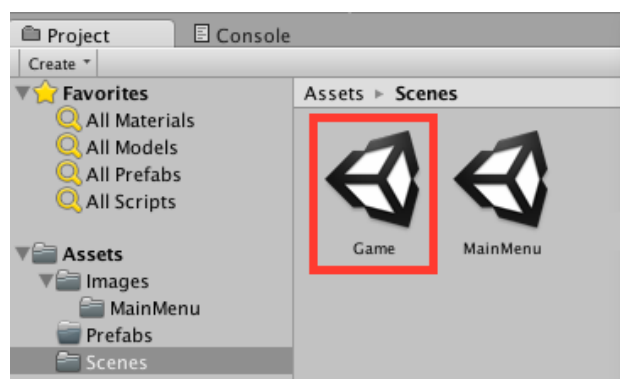 Project
Console
Create
Favorites
All Materials
All Models
All Prefabs
All Scripts
Assets
Images
MainMenu
Prefabs
Scenes
Assets Scenes
Game
MainMenu